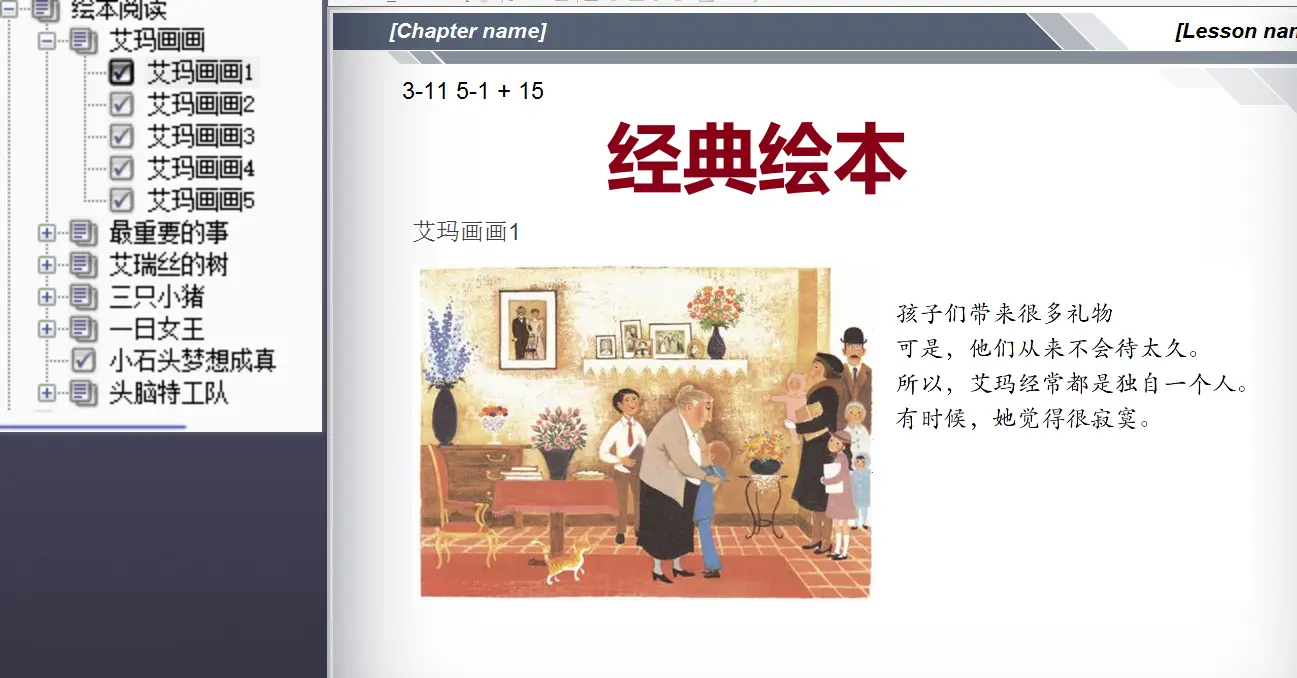 绘本阅读
艾玛画画
艾玛画画1
艾玛画画2
艾玛画画3
艾玛画画4
艾玛画画5
最重要的事
艾瑞丝的树
三只小猪
一日女王
小石头梦想成真
头脑特工队
[Chapter name]
[Lesson nam
3-11 5-1 + 15
经典绘本
艾玛画画1
孩子们带来很多礼物
可是，他们从来不会待太久。
所以，艾玛经常都是独自一个人。
有时候，她觉得很寂寞。